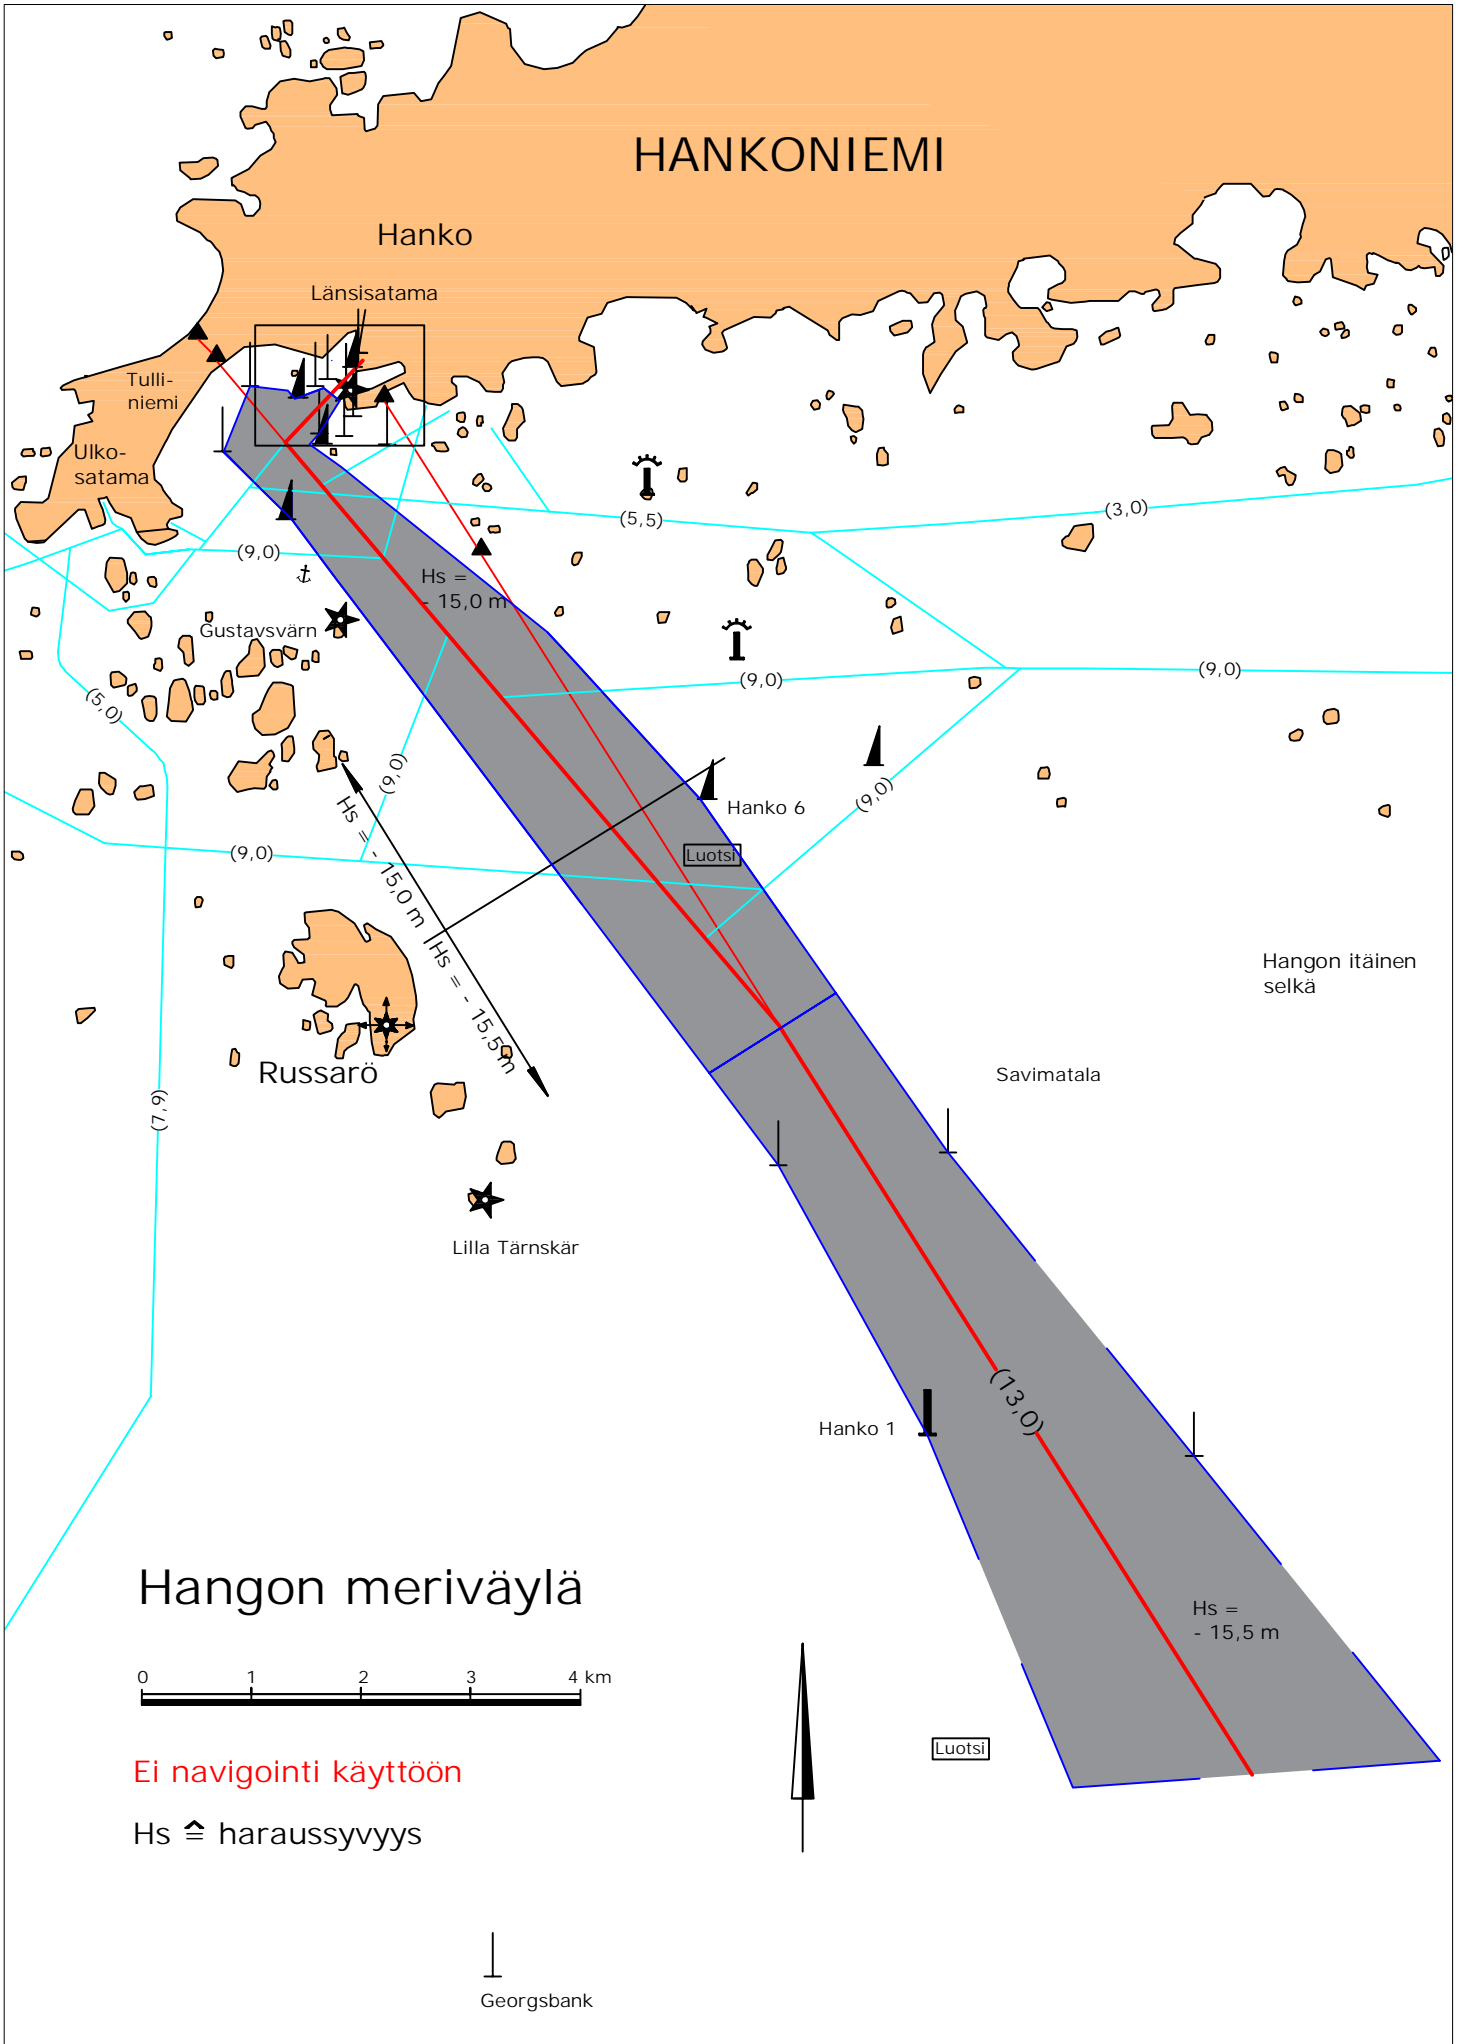 HANKONIEMI
Hanko
Länsisatama
Tulli-
niemi
Ulko-
satama
(5,5)
(3,0)
(9,0)
Hs =
- 15,0 m
Gustavsvärn
(5,0)
(9,0)
(9,0)
(9,0)
(9,0)
Hanko 6
Luotsi
(9,0)
Hs = - 15,0 m
Hs = - 15,5 m
Hangon itäinen
selkä
Russarö
Savimatala
(7,9)
Lilla Tärnskär
(13,0)
Hanko 1
Hangon meriväylä
Hs =
- 15,5 m
0 1 2 3 4 km
Luotsi
Ei navigointi käyttöön
Hs ≙ haraussyvyys
Georgsbank